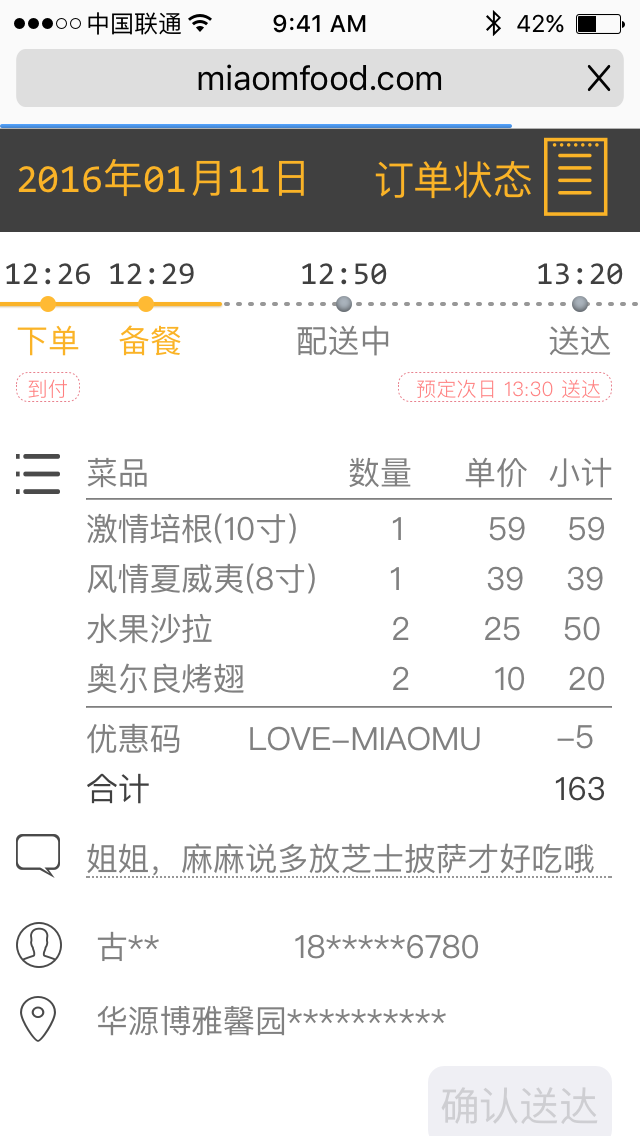 中国联通 9:41 AM 42%
miaomfood.com
2016年01月11日 订单状态
12:26 12:29 12:50 13:20
下单 备餐 配送中 送达
到付 预定次日 13:30 送达
菜品 数量 单价 小计
激情培根(10寸) 1 59 59
风情夏威夷(8寸) 1 39 39
水果沙拉 2 25 50
奥尔良烤翅 2 10 20
优惠码 LOVE-MIAOMU -5
合计 163
姐姐，麻麻说多放芝士披萨才好吃哦
古** 18*****6780
华源博雅馨园**********
确认送达